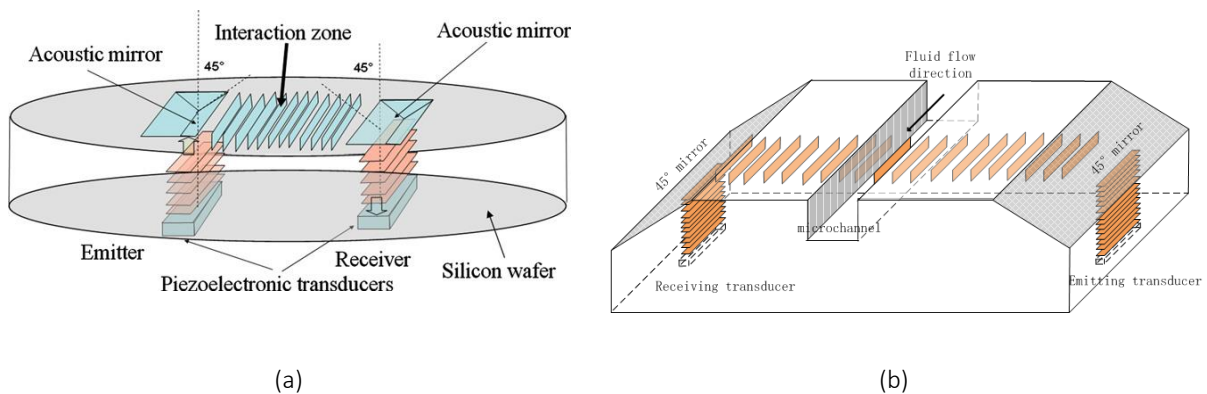 Interaction zone
Acoustic mirror
Acoustic mirror
45°
45°
Emitter
Receiver
Silicon wafer
Piezoelectronic transducers
(a)
Fluid flow
direction
45° mirror
45° mirror
microchannel
Receiving transducer
Emitting transducer
(b)